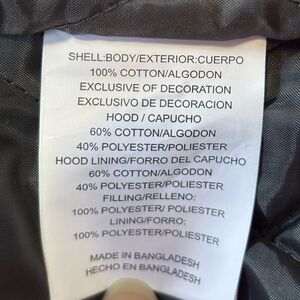 SHELL:BODY/EXTERIOR:CUERPO
100% COTTON/ALGODON
EXCLUSIVE OF DECORATION
EXCLUSIVO DE DECORACION
HOOD / CAPUCHO
60% COTTON/ALGODON
40% POLYESTER/POLIESTER
HOOD LINING/FORRO DEL CAPUCHO
60% COTTON/ALGODON
40% POLYESTER/POLIESTER
FILLING/RELLENO:
100% POLYESTER/ POLIESTER
LINING/FORRO:
100% POLYESTER/POLIESTER
MADE IN BANGLADESH
HECHO EN BANGLADESH